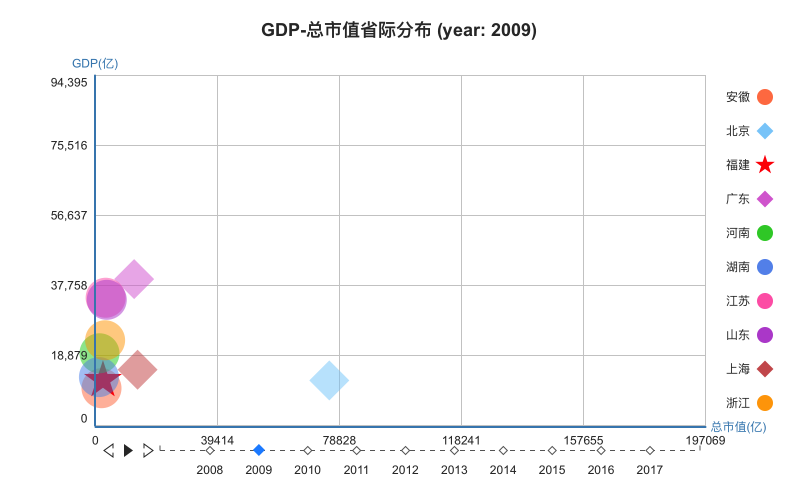 GDP-总市值省际分布 (year: 2009)
GDP(亿)
94,395
75,516
56,637
37,758
18,879
0
安徽
北京
福建
广东
河南
湖南
江苏
山东
上海
浙江
0 39414 78828 118241 157655 197069
总市值(亿)
2008 2009 2010 2011 2012 2013 2014 2015 2016 2017